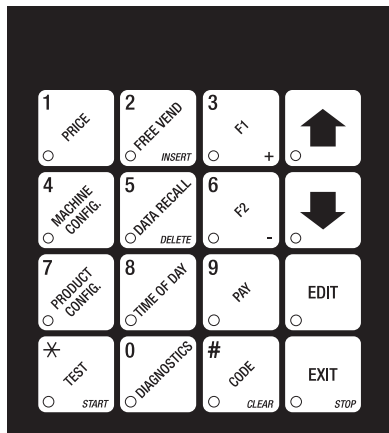 1
PRICE
2
FREE VEND
INSERT
3
F1
+
4
MACHINE
CONFIG.
5
DATA RECALL
DELETE
6
F2
-
7
PRODUCT
CONFIG.
8
TIME OF DAY
9
PAY
EDIT
*
TEST
START
0
DIAGNOSTICS
#
CODE
CLEAR
EXIT
STOP